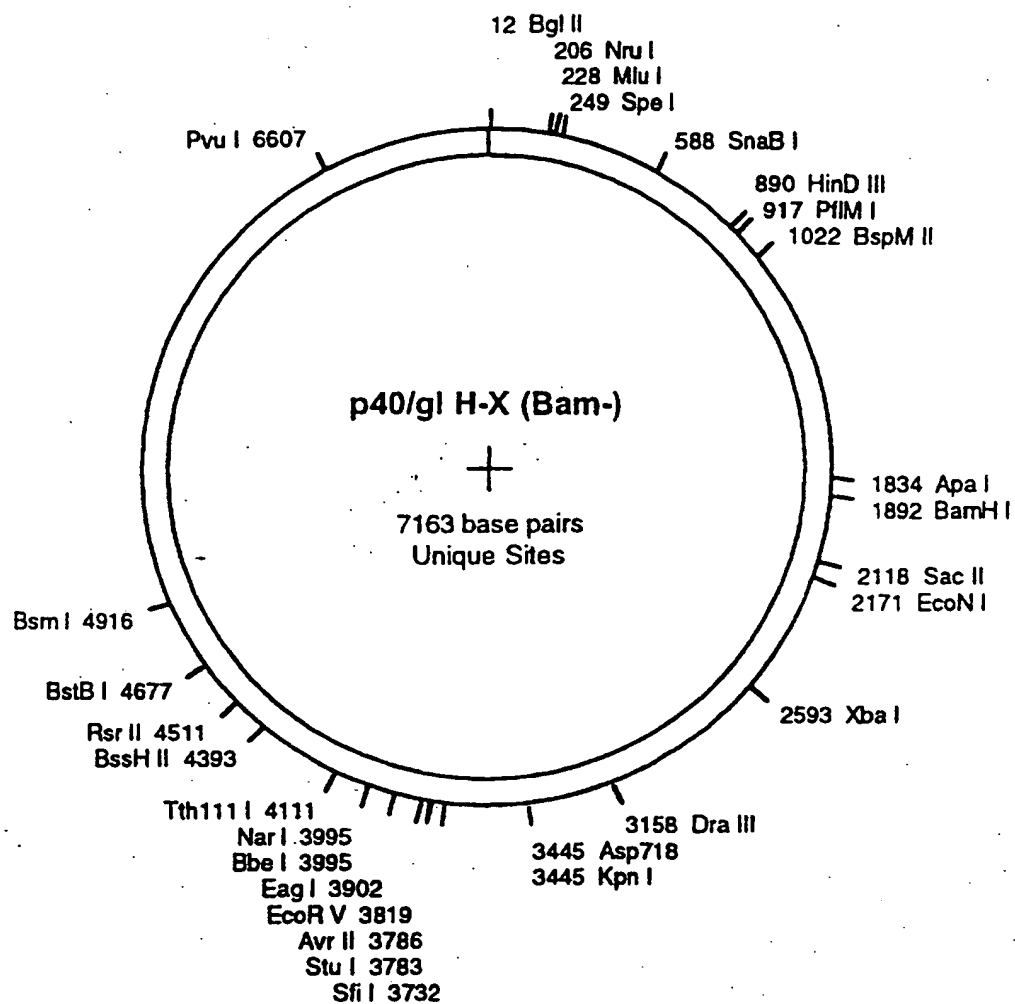 12 Bgl II
206 Nru I
228 Mlu I
249 Spe I
Pvu I 6607
588 SnaB I
890 HinD III
917 PflM I
1022 BspM II
p40/gI H-X (Bam-)
7163 base pairs
Unique Sites
1834 Apa I
1892 BamH I
2118 Sac II
2171 EcoN I
2593 Xba I
3158 Dra III
3445 Asp718
3445 Kpn I
Bsm I 4916
BstB I 4677
Rsr II 4511
BssH II 4393
Tth111 I 4111
Nar I 3995
Bbe I 3995
Eag I 3902
EcoR V 3819
Avr II 3786
Stu I 3783
Sfi I 3732